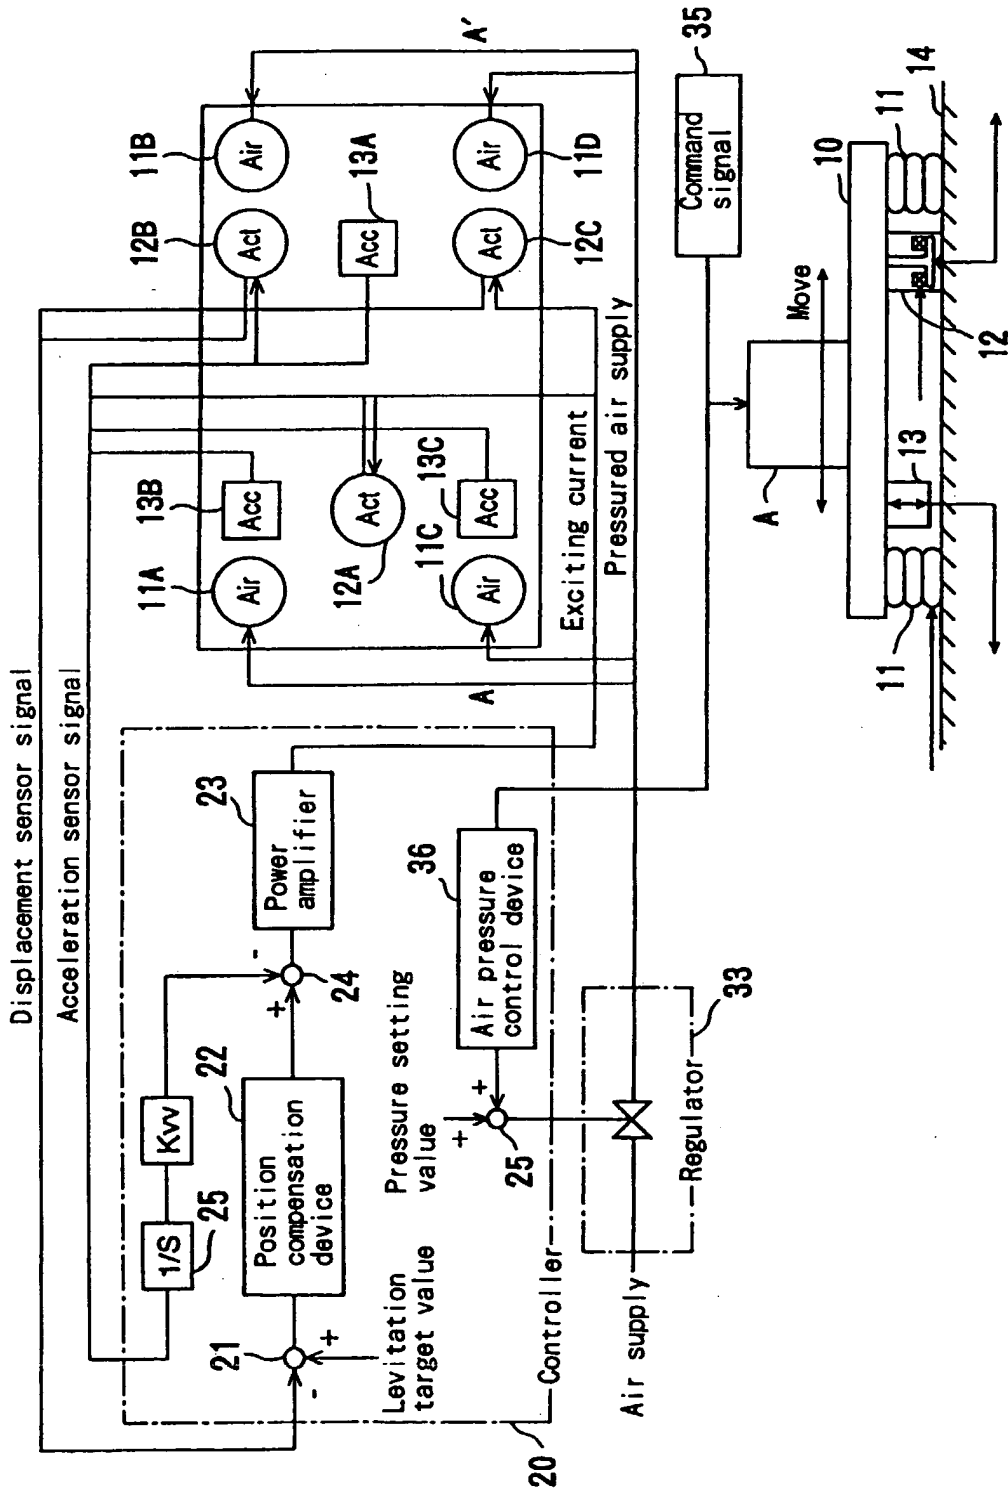 Displacement sensor signal
Acceleration sensor signal
11A
13B
12B
11B
A'
Air
Acc
Act
Air
13A
Acc
Act
12A
11C
13C
Air
Acc
Act
Air
12C
11D
A
Exciting current
Pressured air supply
1/S
25
Kvv
-
+
24
23
Power
amplifier
22
Position
compensation
device
21
-
+
Levitation
target value
Pressure setting
value
+
+
25
36
Air pressure
control device
Controller
20
Air supply
Regulator
33
Command
signal
35
A
Move
10
11
13
12
11
14